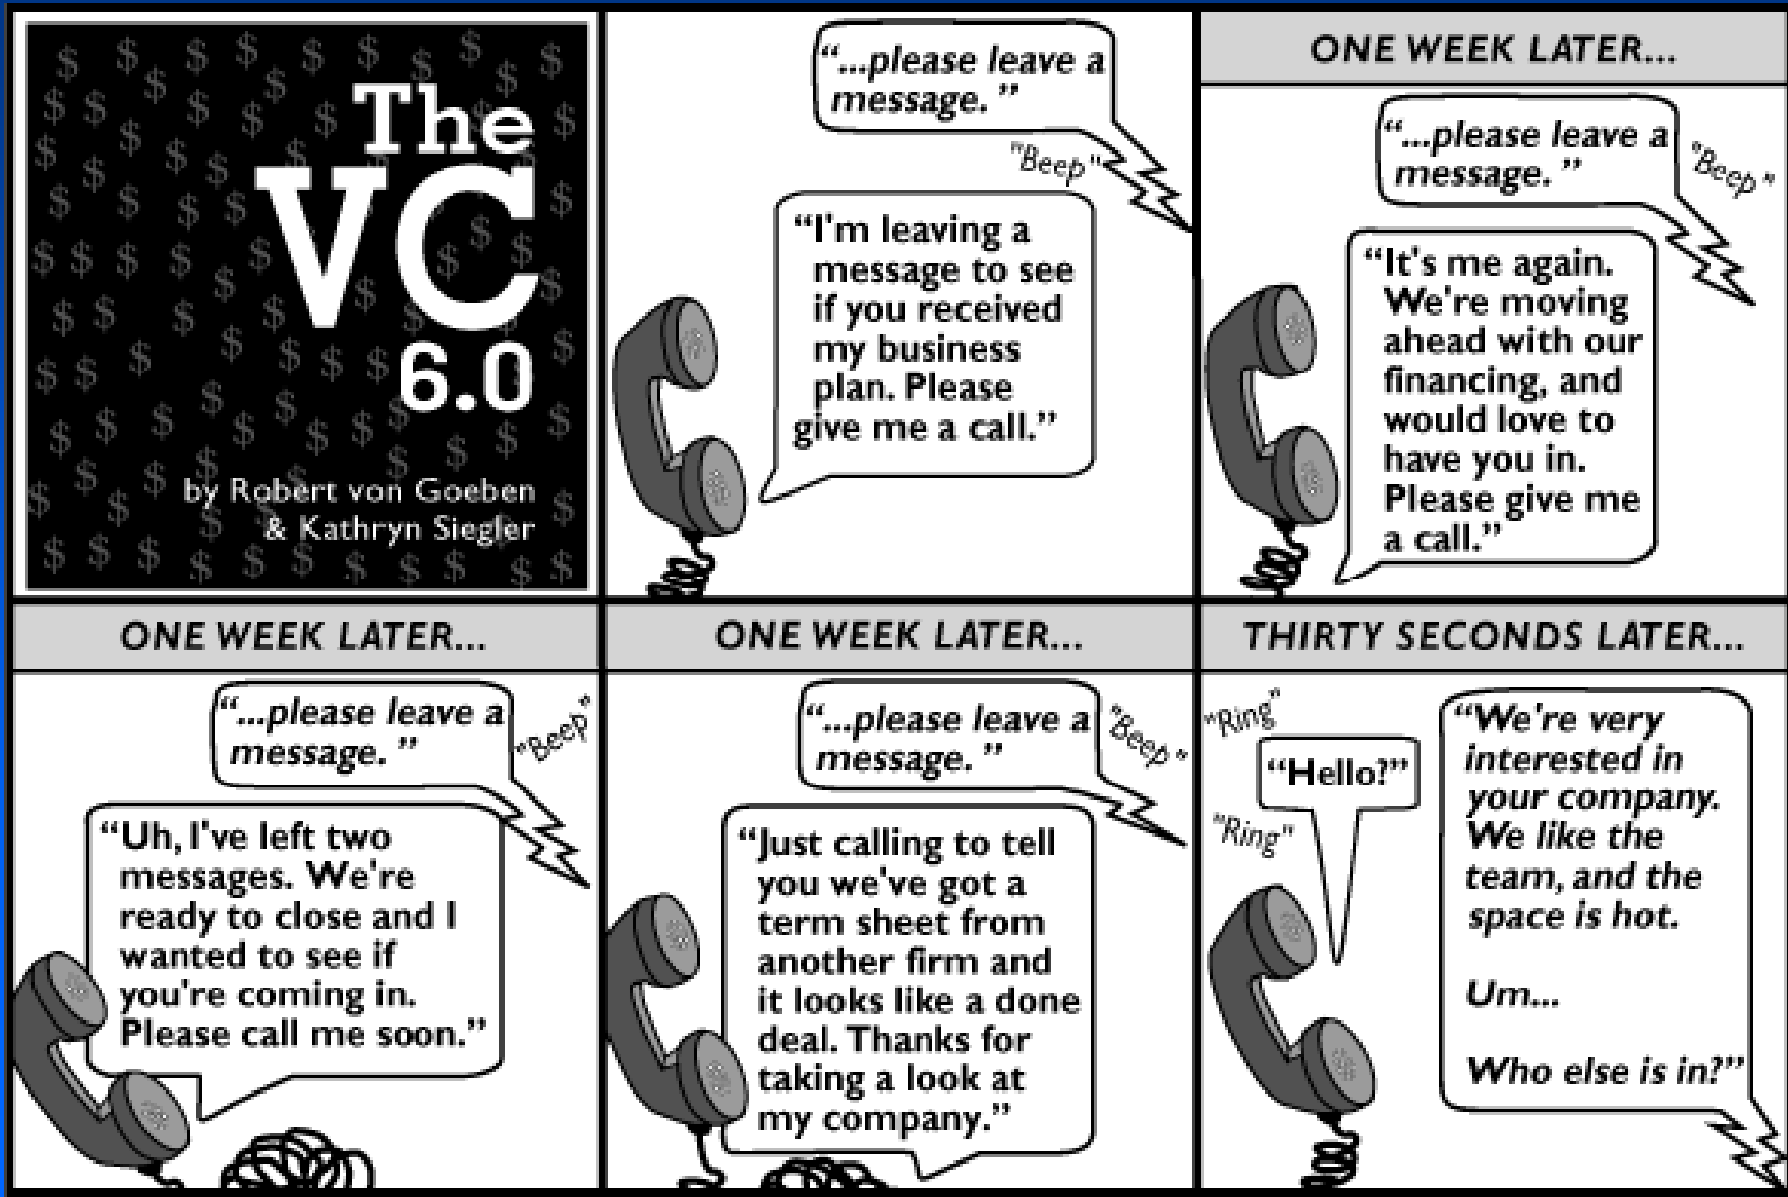 The
VC
6.0
by Robert von Goeben
& Kathryn Siegler
“...please leave a
message. ”
"Beep"
“I'm leaving a
message to see
if you received
my business
plan. Please
give me a call.”
ONE WEEK LATER...
“...please leave a
message. ”
"Beep"
“It's me again.
We're moving
ahead with our
financing, and
would love to
have you in.
Please give me
a call.”
ONE WEEK LATER...
“...please leave a
message. ”
"Beep"
“Uh, I've left two
messages. We're
ready to close and I
wanted to see if
you're coming in.
Please call me soon.”
ONE WEEK LATER...
“...please leave a
message. ”
"Beep"
“Just calling to tell
you we've got a
term sheet from
another firm and
it looks like a done
deal. Thanks for
taking a look at
my company.”
THIRTY SECONDS LATER...
"Ring"
"Ring"
“Hello?”
“We're very
interested in
your company.
We like the
team, and the
space is hot.
Um...
Who else is in?”